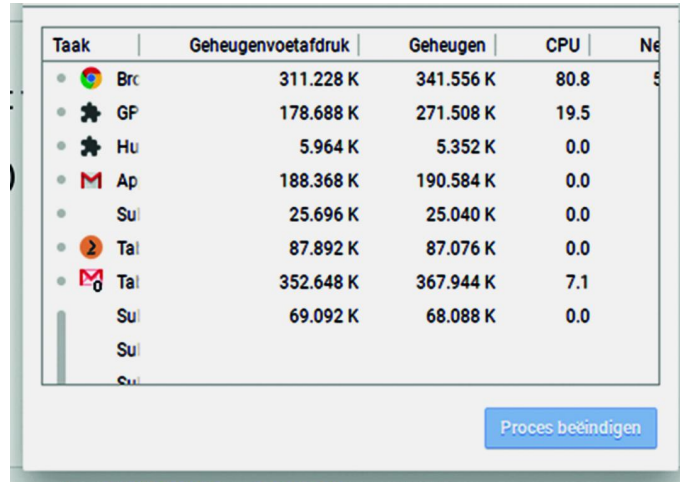 Taak Geheugenvoetafdruk Geheugen CPU Ne
Bro 311.228 K 341.556 K 80.8 5
GP 178.688 K 271.508 K 19.5
Hu 5.964 K 5.352 K 0.0
Ap 188.368 K 190.584 K 0.0
Sul 25.696 K 25.040 K 0.0
Tal 87.892 K 87.076 K 0.0
Tal 352.648 K 367.944 K 7.1
Sul 69.092 K 68.088 K 0.0
Sul
Sul
Proces beëindigen